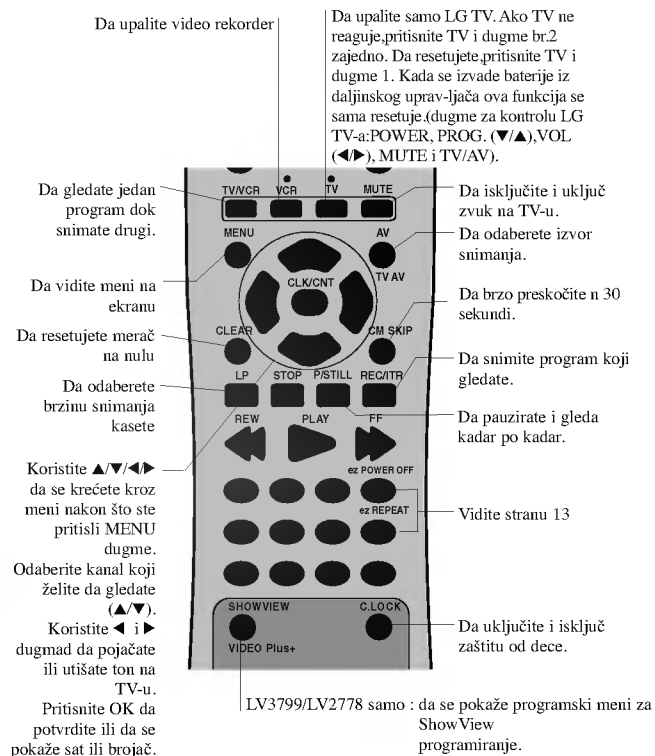 Da upalite video rekorder
Da upalite samo LG TV. Ako TV ne
reaguje,pritisnite TV i dugme br.2
zajedno. Da resetujete,pritisnite TV i
dugme 1. Kada se izvade baterije iz
daljinskog uprav-ljača ova funkcija se
sama resetuje.(dugme za kontrolu LG
TV-a:POWER, PROG. (▼/▲),VOL
(◀/▶), MUTE i TV/AV).
Da gledate jedan
program dok
snimate drugi.
Da vidite meni na
ekranu
Da resetujete merač
na nulu
Da odaberete
brzinu snimanja
kasete
Koristite ▲/▼/◀/▶
da se krećete kroz
meni nakon što ste
pritisli MENU
dugme.
Odaberite kanal koji
želite da gledate
(▲/▼).
Koristite ◀ i ▶
dugmad da pojačate
ili utišate ton na
TV-u.
Pritisnite OK da
potvrdite ili da se
pokaže sat ili brojač.
TV/VCR VCR TV MUTE
MENU AV
CLK/CNT TV AV
CLEAR CM SKIP
LP STOP P/STILL REC/ITR
REW PLAY FF
ez POWER OFF
ez REPEAT
SHOWVIEW C.LOCK
VIDEO Plus+
Da isključite i uključ
zvuk na TV-u.
Da odaberete izvor
snimanja.
Da brzo preskočite n 30
sekundi.
Da snimite program koji
gledate.
Da pauzirate i gleda
kadar po kadar.
Vidite stranu 13
Da uključite i isključ
zaštitu od dece.
LV3799/LV2778 samo : da se pokaže programski meni za
ShowView
programiranje.